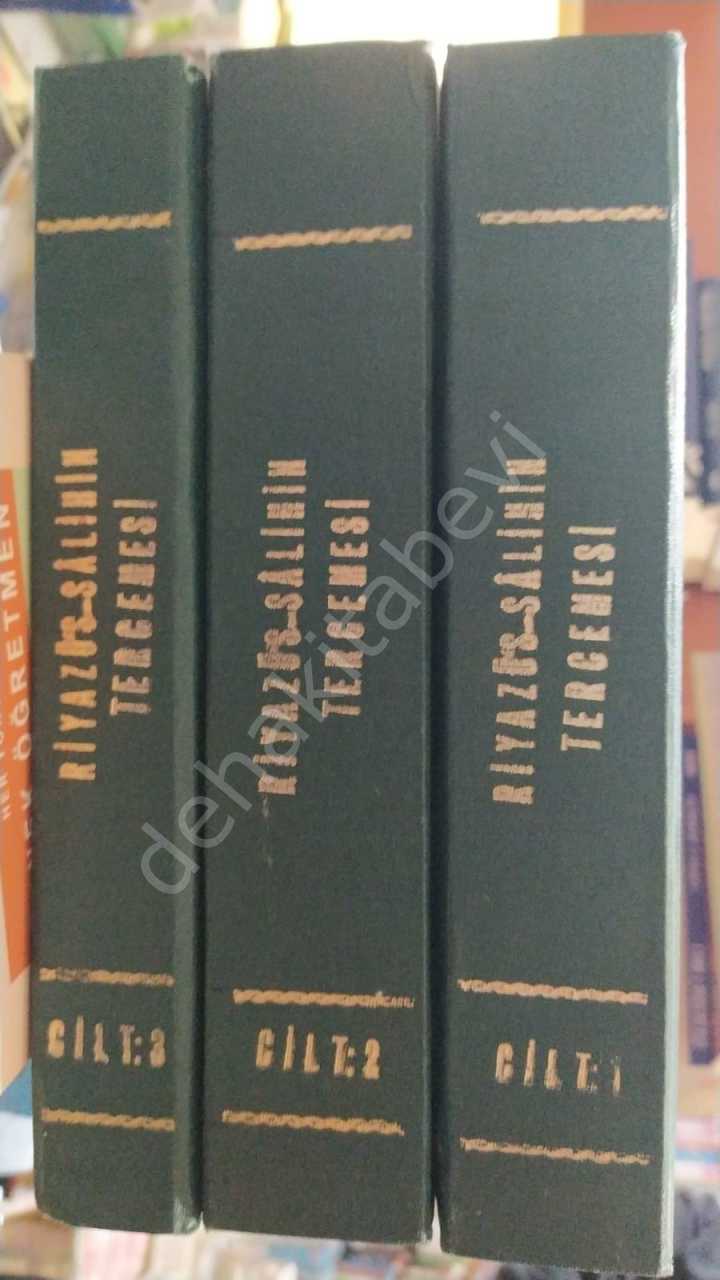 RİYAZÜ'S-SÂLİHİN
TERCEMESİ
CİLT:3
RİYAZÜ'S-SÂLİHİN
TERCEMESİ
CİLT:2
RİYAZÜ'S-SÂLİHİN
TERCEMESİ
CİLT:1
dehakitabevi
ÖĞRETMEN